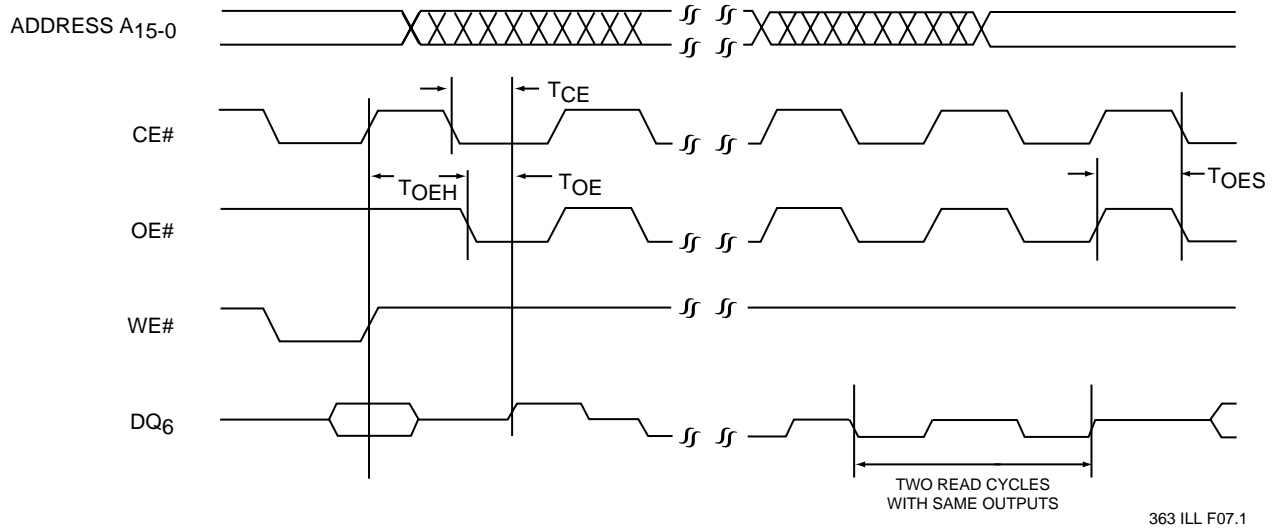 ADDRESS A15-0
TCE
CE#
TOEH
TOE
TOES
OE#
WE#
DQ6
TWO READ CYCLES
WITH SAME OUTPUTS
363 ILL F07.1